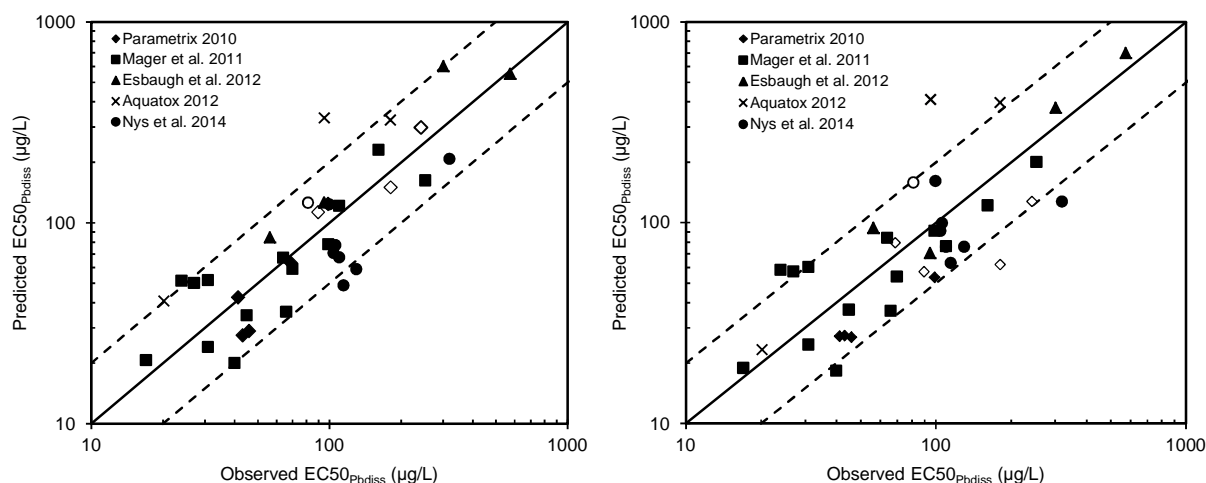 1000
100
10
10
100
1000
Predicted EC50Pbdiss (µg/L)
Observed EC50Pbdiss (µg/L)
Parametrix 2010
Mager et al. 2011
Esbaugh et al. 2012
Aquatox 2012
Nys et al. 2014
1000
100
10
10
100
1000
Predicted EC50Pbdiss (µg/L)
Observed EC50Pbdiss (µg/L)
Parametrix 2010
Mager et al. 2011
Esbaugh et al. 2012
Aquatox 2012
Nys et al. 2014